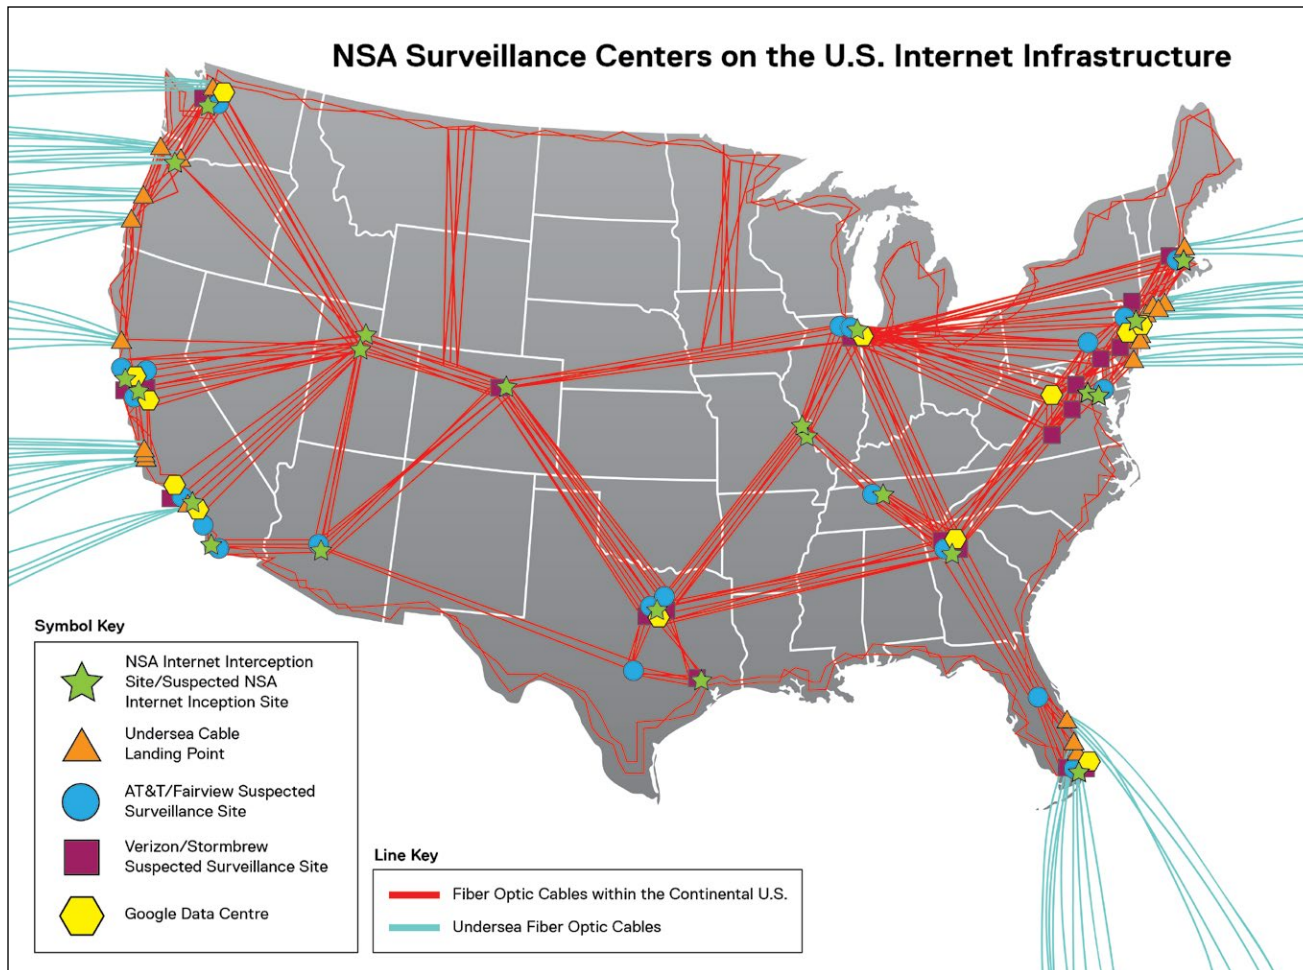 NSA Surveillance Centers on the U.S. Internet Infrastructure
Symbol Key
NSA Internet Interception
Site/Suspected NSA
Internet Inception Site
Undersea Cable
Landing Point
AT&T/Fairview Suspected
Surveillance Site
Verizon/Stormbrew
Suspected Surveillance Site
Google Data Centre
Line Key
Fiber Optic Cables within the Continental U.S.
Undersea Fiber Optic Cables